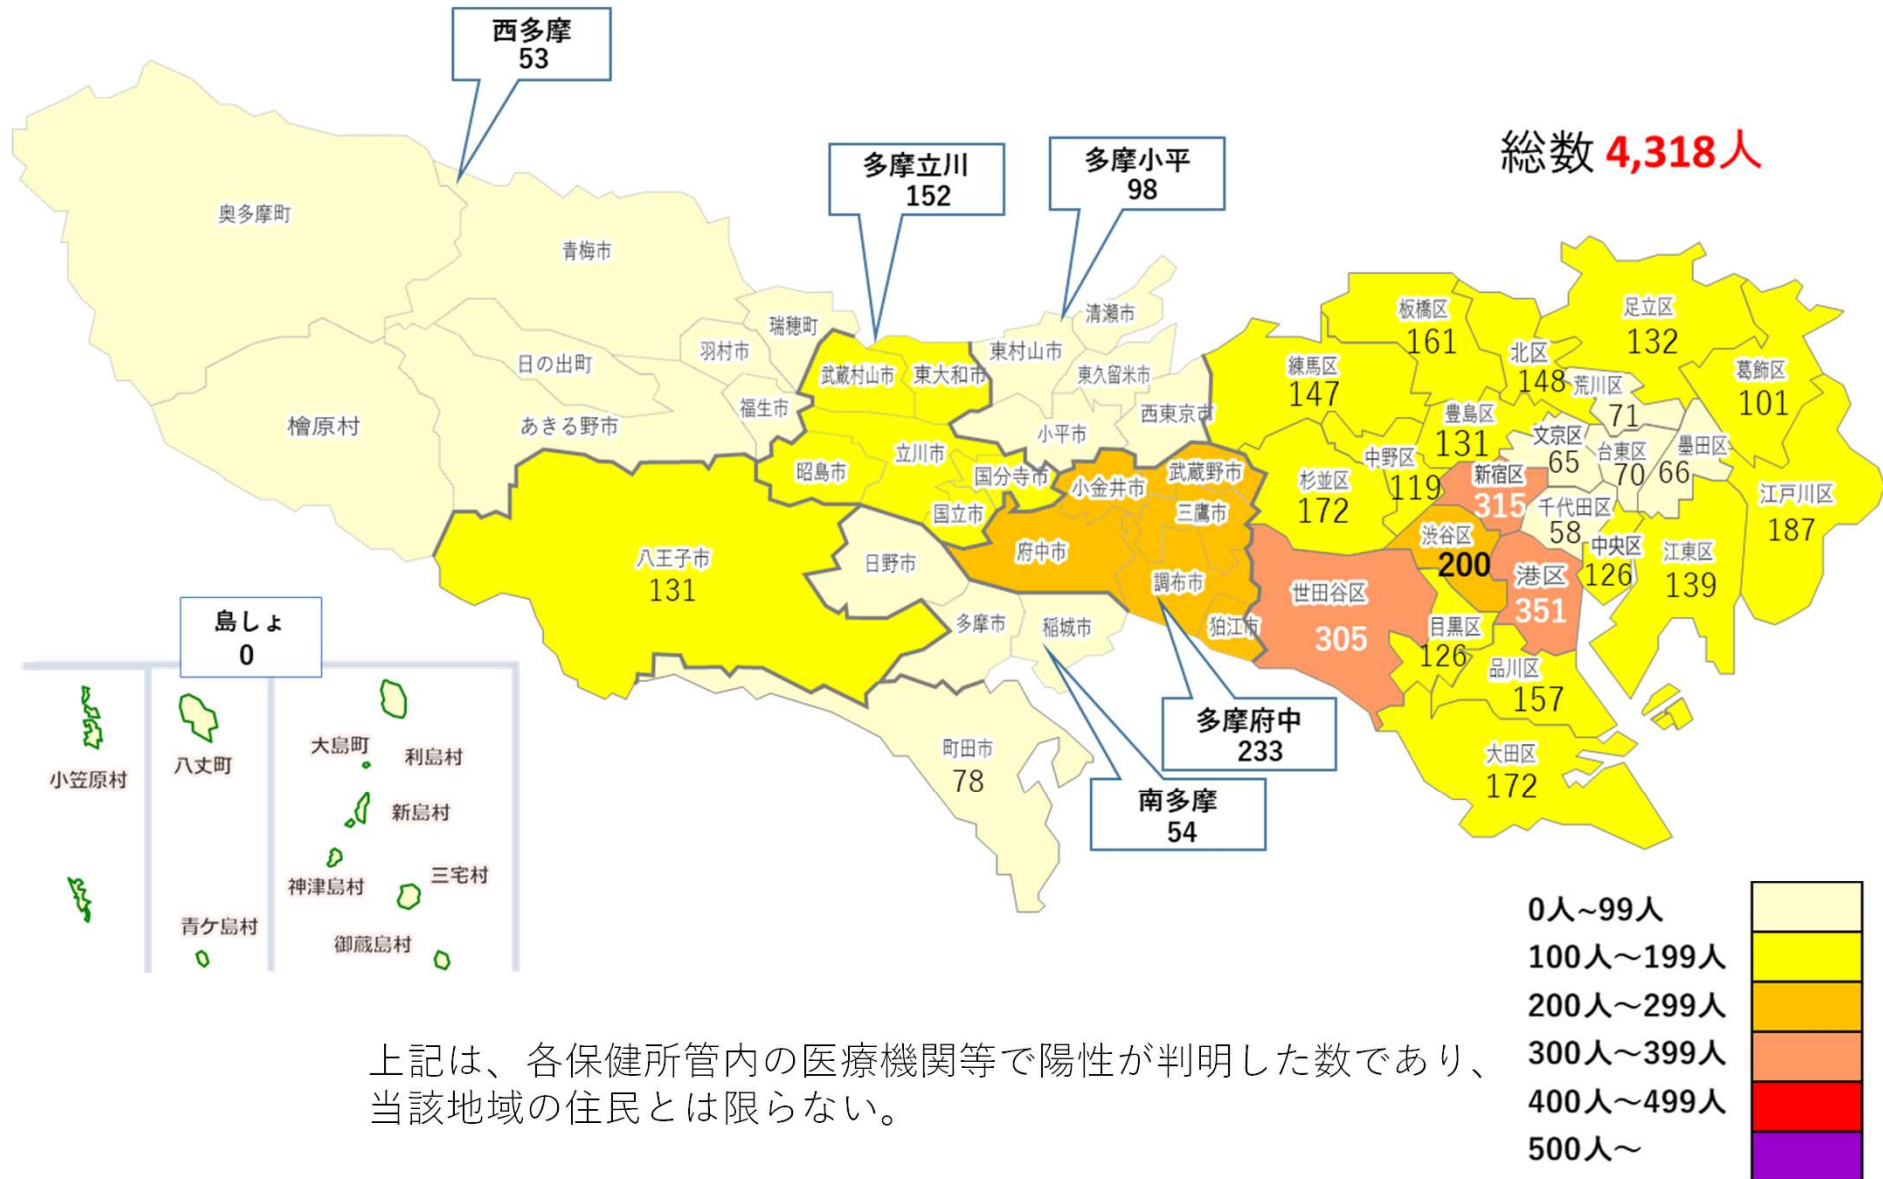 西多摩
53
多摩立川
152
多摩小平
98
総数 4,318人
奥多摩町
青梅市
瑞穂町
羽村市
日の出町
福生市
あきる野市
檜原村
武蔵村山市
東大和市
東村山市
清瀬市
東久留米市
西東京市
小平市
昭島市
立川市
国分寺市
国立市
小金井市
武蔵野市
三鷹市
府中市
調布市
狛江市
八王子市
131
日野市
多摩市
稲城市
町田市
78
多摩府中
233
南多摩
54
板橋区
161
練馬区
147
北区
148
足立区
132
葛飾区
101
荒川区
71
豊島区
131
文京区
65
台東区
70
墨田区
66
中野区
119
杉並区
172
新宿区
315
千代田区
58
江戸川区
187
渋谷区
200
中央区
126
江東区
139
港区
351
世田谷区
305
目黒区
126
品川区
157
大田区
172
島しょ
0
小笠原村
八丈町
青ケ島村
大島町
利島村
新島村
神津島村
三宅村
御蔵島村
0人~99人
100人～199人
200人～299人
300人～399人
400人～499人
500人～
上記は、各保健所管内の医療機関等で陽性が判明した数であり、
当該地域の住民とは限らない。